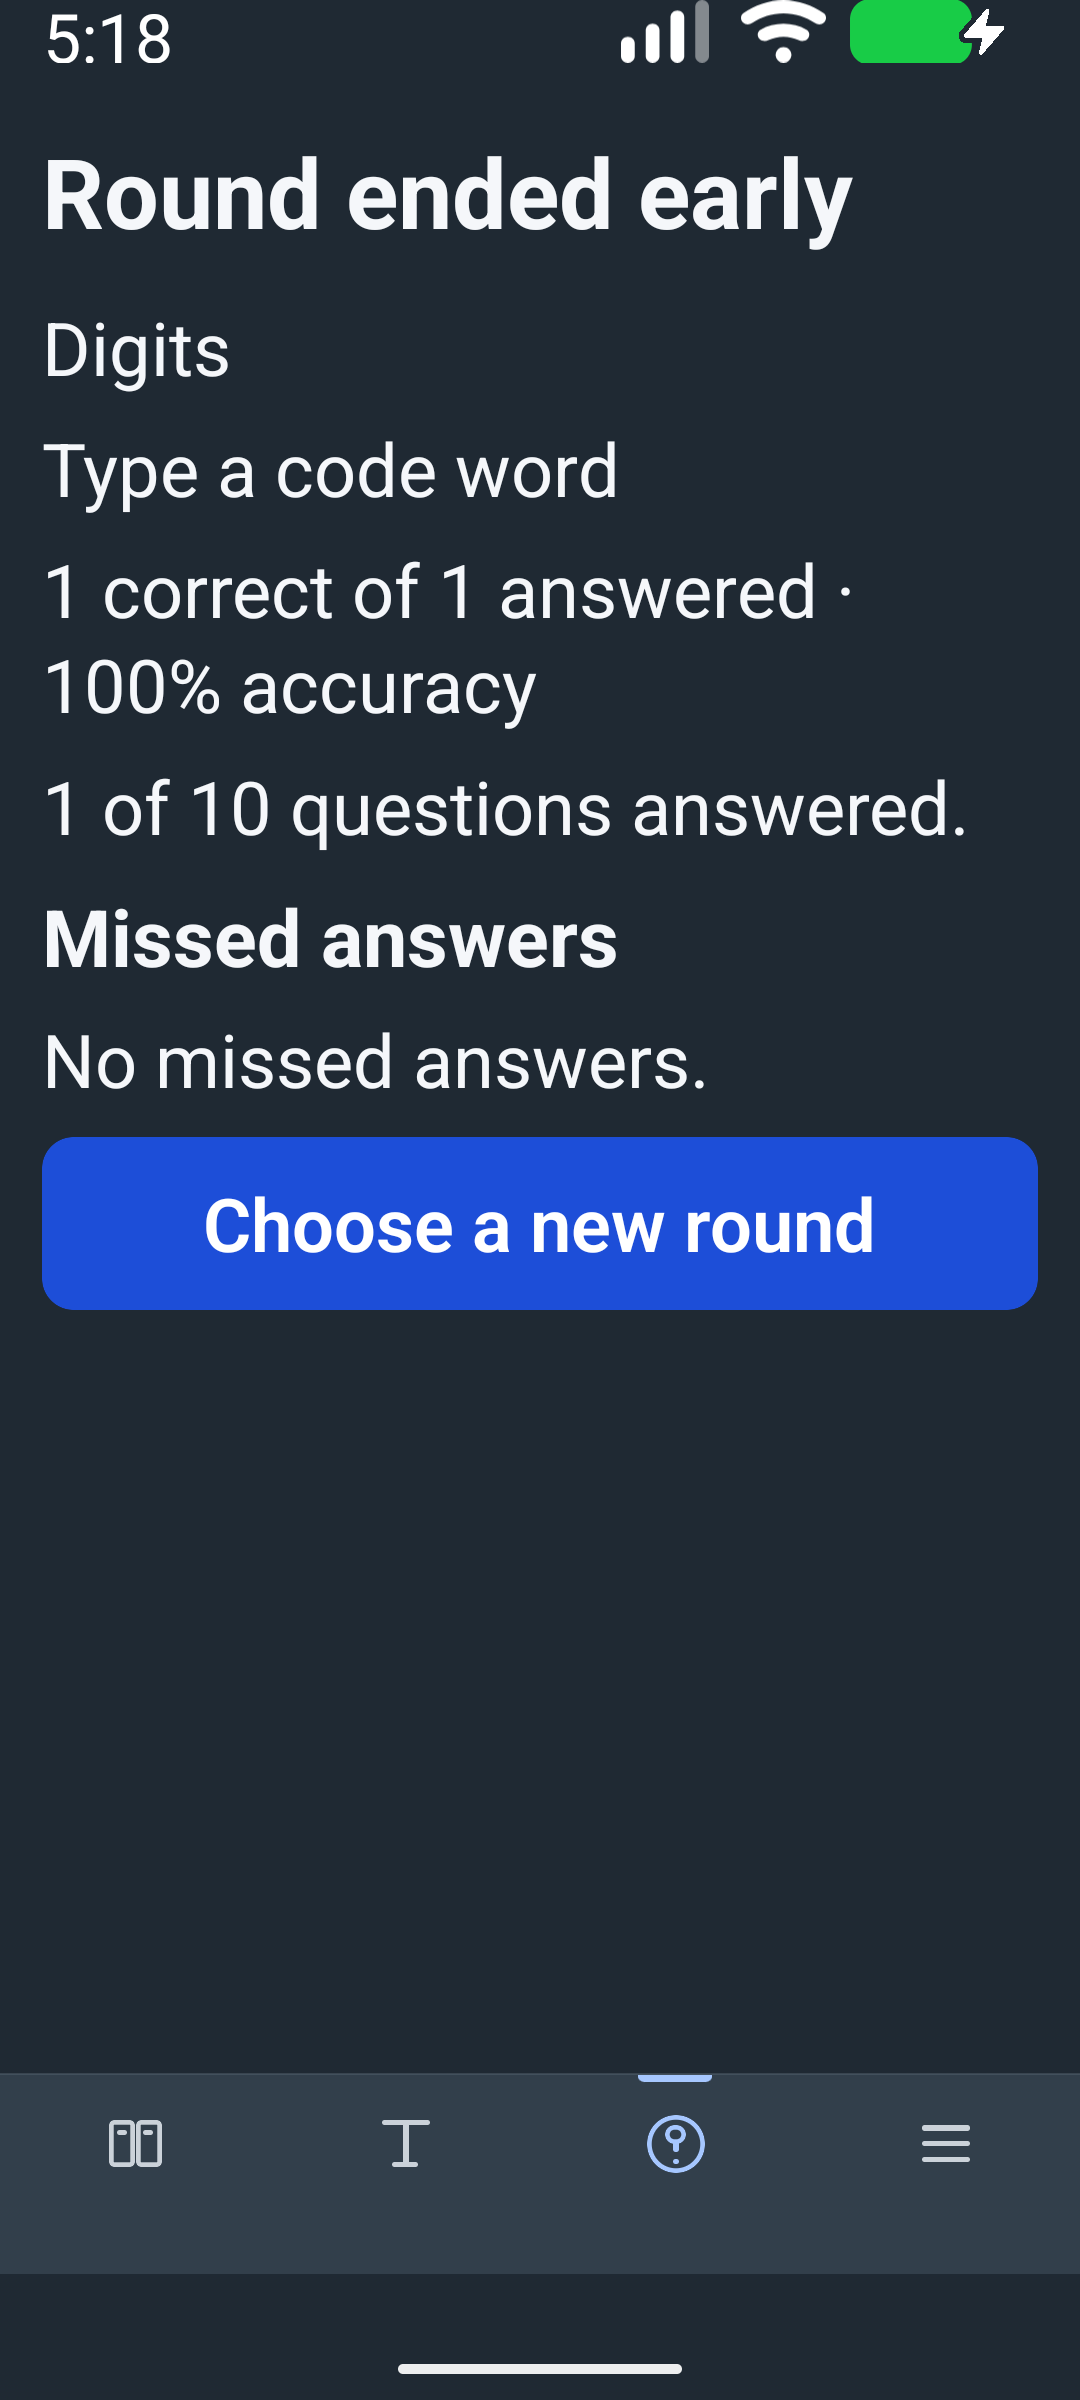 5:18
Round ended early
Digits
Type a code word
1 correct of 1 answered ·
100% accuracy
1 of 10 questions answered.
Missed answers
No missed answers.
Choose a new round